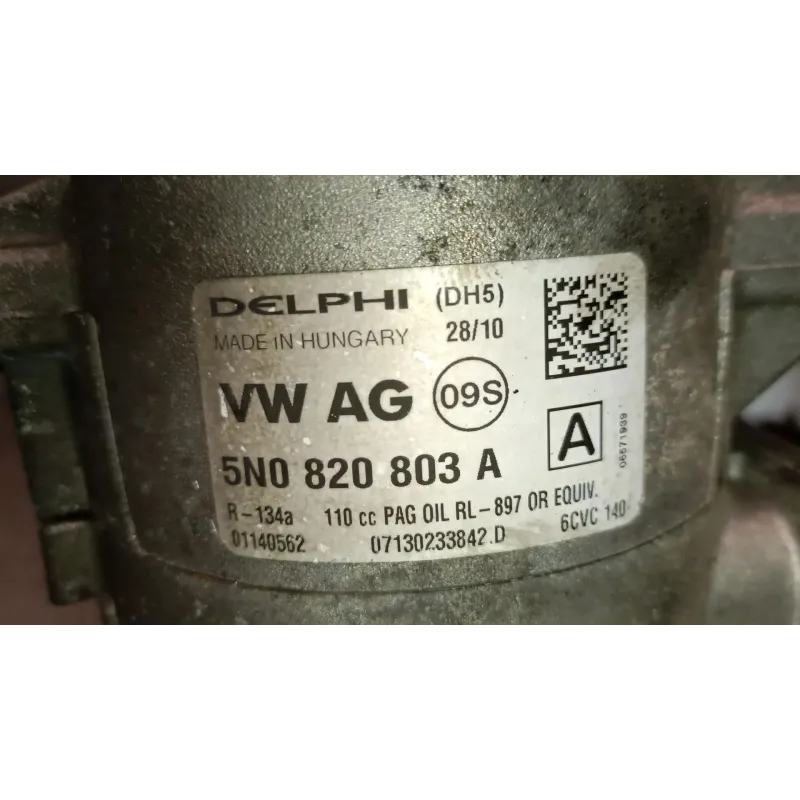 DELPHI (DH5)
MADE IN HUNGARY 28/10
VW AG 09S
5N0 820 803 A A
R-134a 110 cc PAG OIL RL-897 OR EQUIV.
01140562 07130233842.D 6CVC 140
06571939